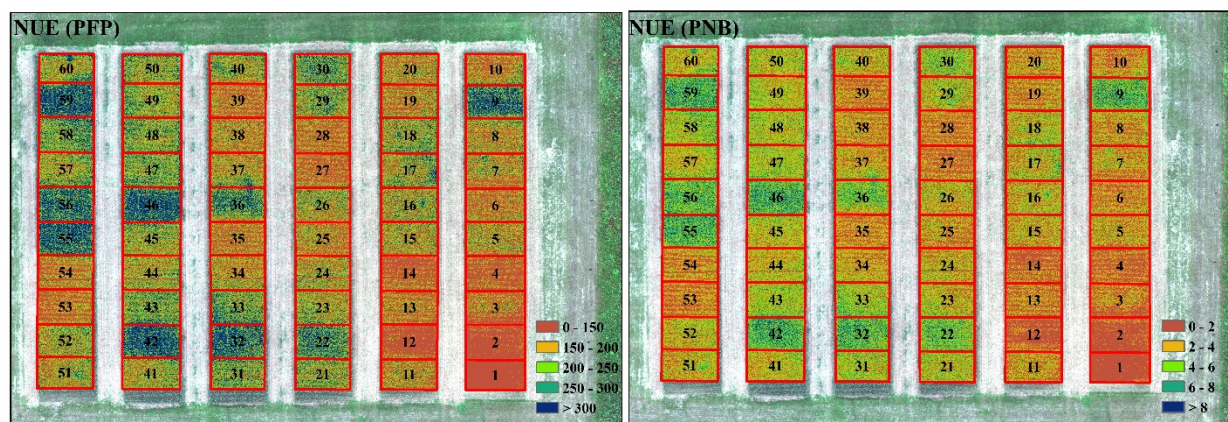 NUE (PFP)
60 50 40 30 20 10
59 49 39 29 19 9
58 48 38 28 18 8
57 47 37 27 17 7
56 46 36 26 16 6
55 45 35 25 15 5
54 44 34 24 14 4
53 43 33 23 13 3
52 42 32 22 12 2
51 41 31 21 11 1
0 - 150
150 - 200
200 - 250
250 - 300
> 300
NUE (PNB)
60 50 40 30 20 10
59 49 39 29 19 9
58 48 38 28 18 8
57 47 37 27 17 7
56 46 36 26 16 6
55 45 35 25 15 5
54 44 34 24 14 4
53 43 33 23 13 3
52 42 32 22 12 2
51 41 31 21 11 1
0 - 2
2 - 4
4 - 6
6 - 8
> 8